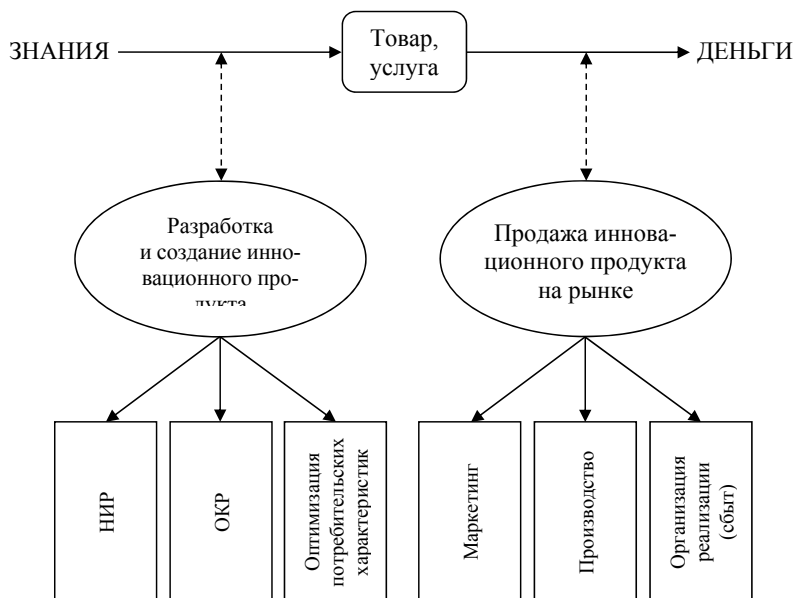 ЗНАНИЯ
Товар,
услуга
ДЕНЬГИ
Разработка
и создание инно-
вационного про-
дукта
Продажа иннова-
ционного продукта
на рынке
НИР
ОКР
Оптимизация
потребительских
характеристик
Маркетинг
Производство
Организация
реализации
(сбыт)